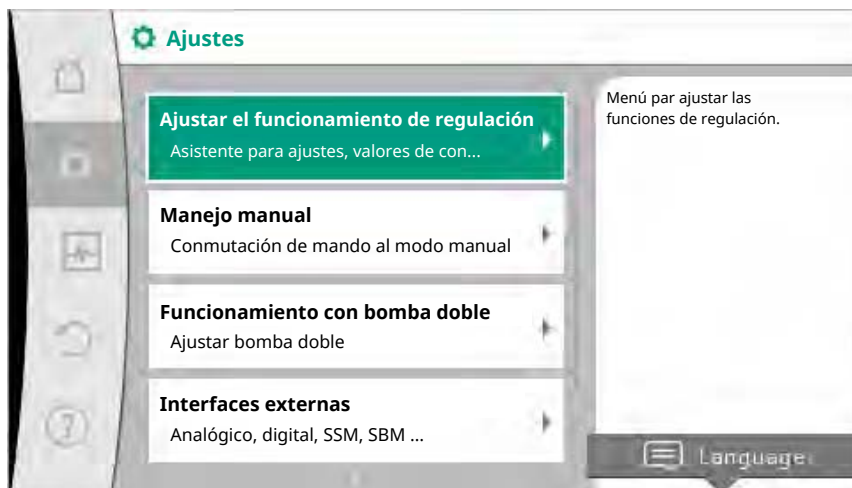 Ajustes
Ajustar el funcionamiento de regulación
Asistente para ajustes, valores de con...
Manejo manual
Conmutación de mando al modo manual
Funcionamiento con bomba doble
Ajustar bomba doble
Interfaces externas
Analógico, digital, SSM, SBM ...
Menú par ajustar las
funciones de regulación.
Language
?